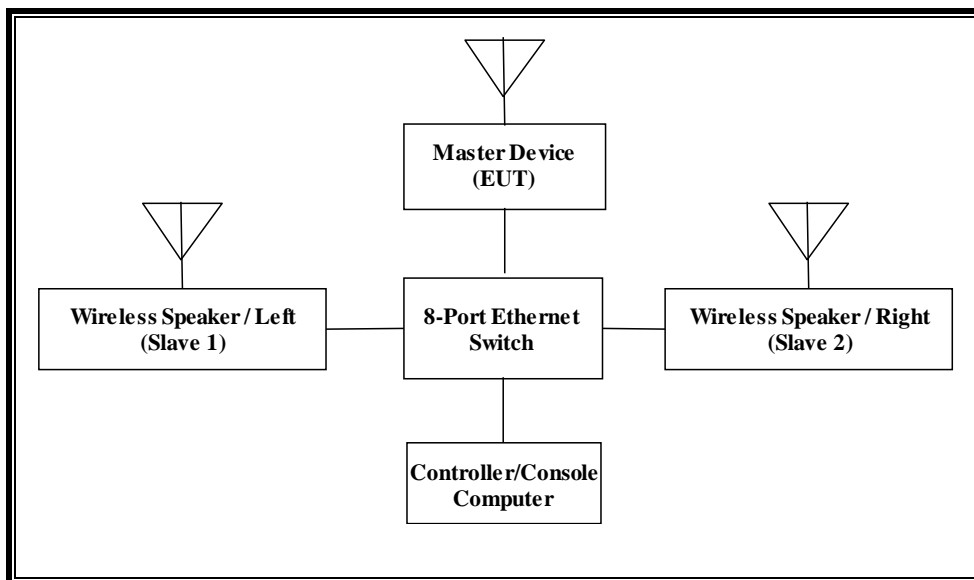 Master Device
(EUT)
Wireless Speaker / Left
(Slave 1)
8-Port Ethernet
Switch
Wireless Speaker / Right
(Slave 2)
Controller/Console
Computer